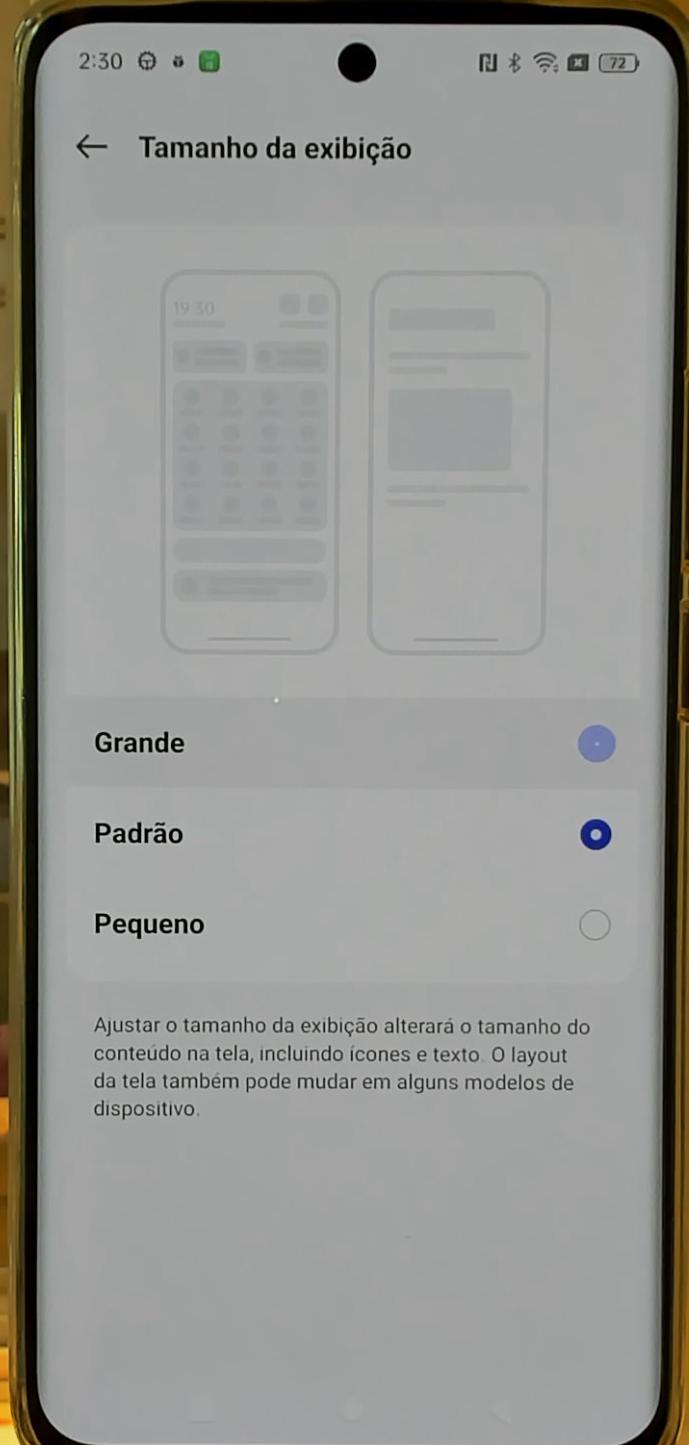 2:30
72
Tamanho da exibição
19:30
Grande
Padrão
Pequeno
Ajustar o tamanho da exibição alterará o tamanho do
conteúdo na tela, incluindo ícones e texto. O layout
da tela também pode mudar em alguns modelos de
dispositivo.